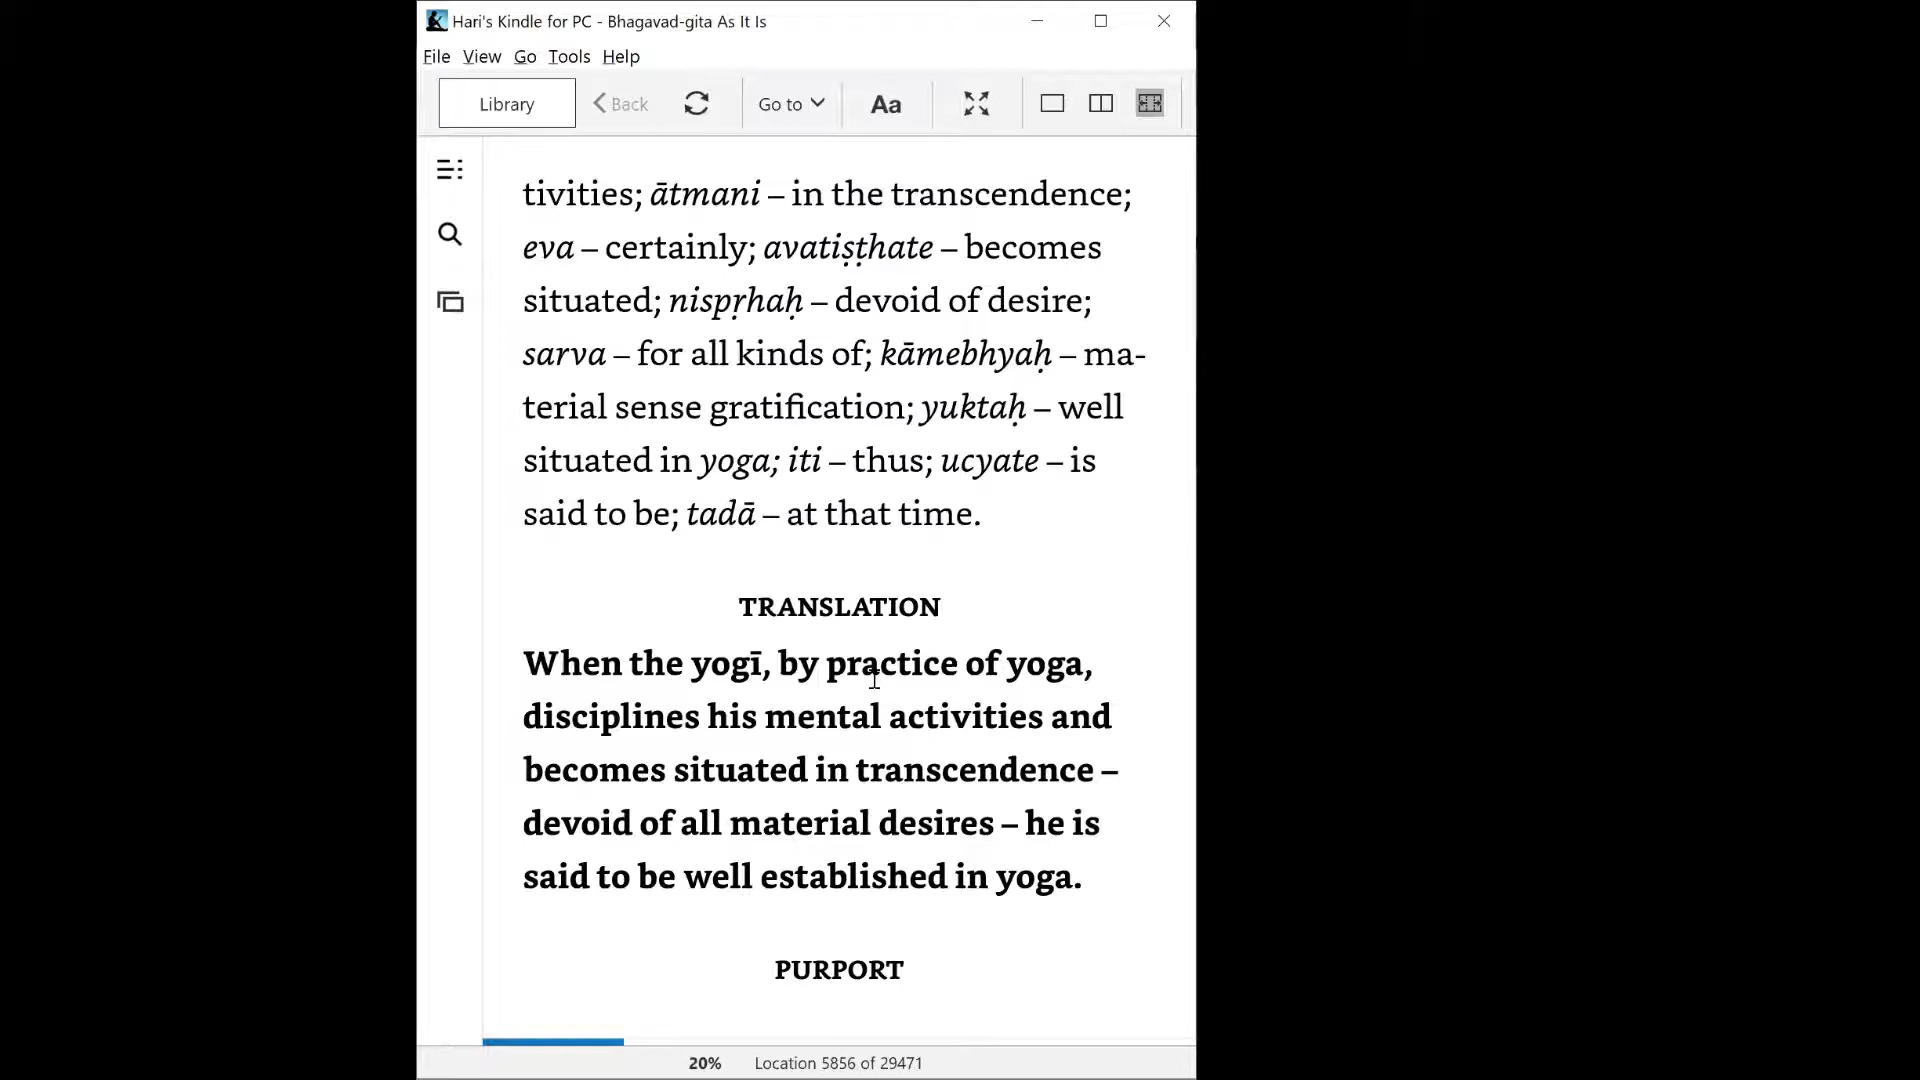 Hari's Kindle for PC - Bhagavad-gita As It Is
File View Go Tools Help
Library Back Go to Aa
tivities; ātmani – in the transcendence;
eva – certainly; avatiṣṭhate – becomes
situated; nispṛhaḥ – devoid of desire;
sarva – for all kinds of; kāmebhyaḥ – ma-
terial sense gratification; yuktaḥ – well
situated in yoga; iti – thus; ucyate – is
said to be; tadā – at that time.
TRANSLATION
When the yogī, by practice of yoga,
disciplines his mental activities and
becomes situated in transcendence –
devoid of all material desires – he is
said to be well established in yoga.
PURPORT
20% Location 5856 of 29471